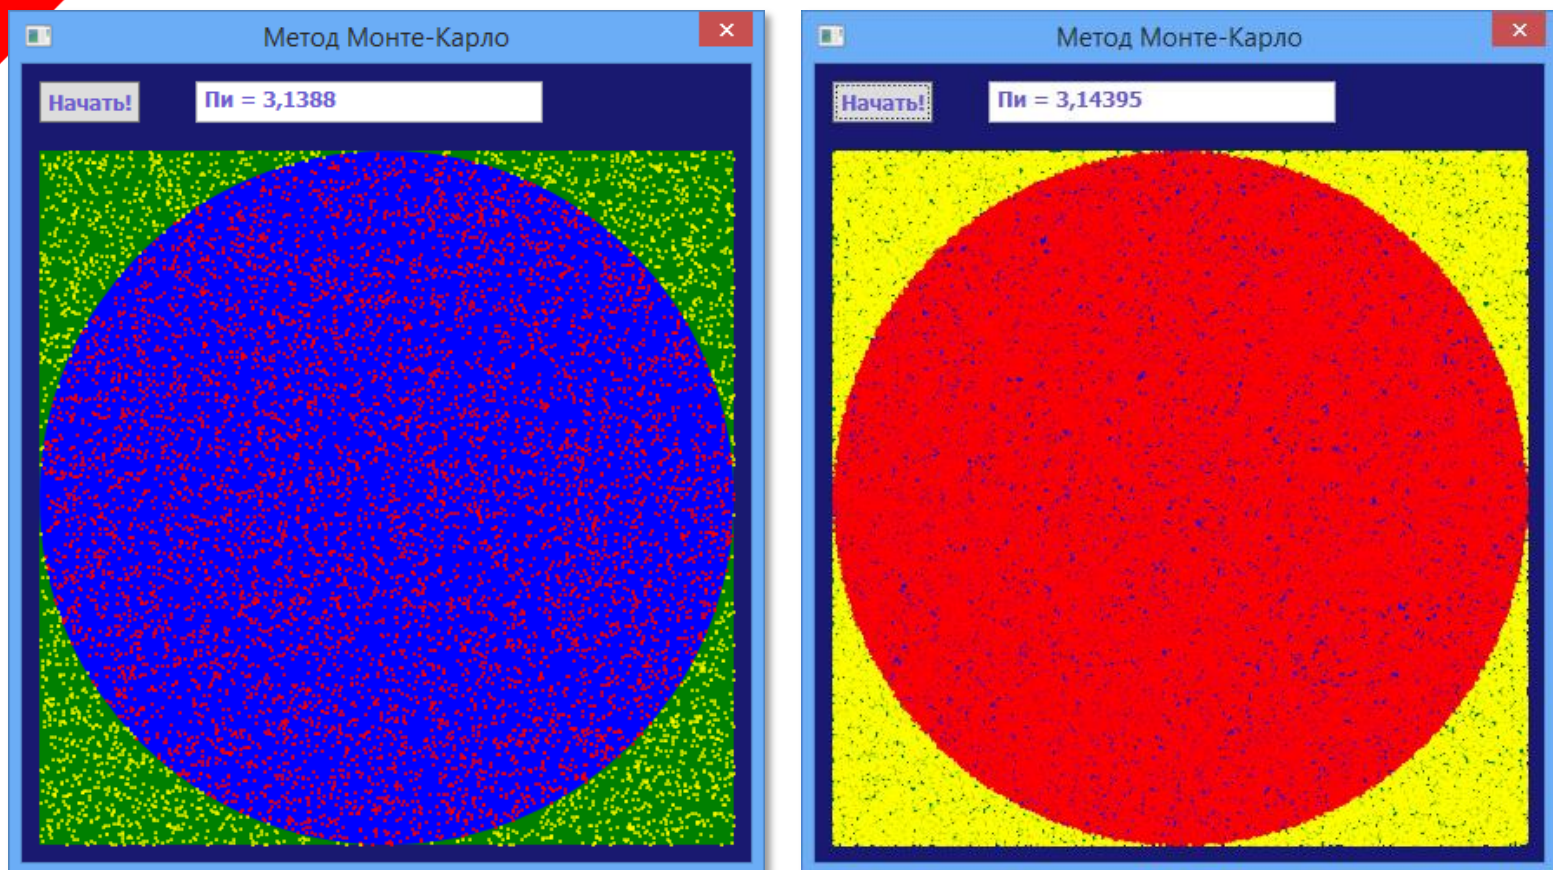 Метод Монте-Карло
Начать!
Пи = 3,1388
Метод Монте-Карло
Начать!
Пи = 3,14395